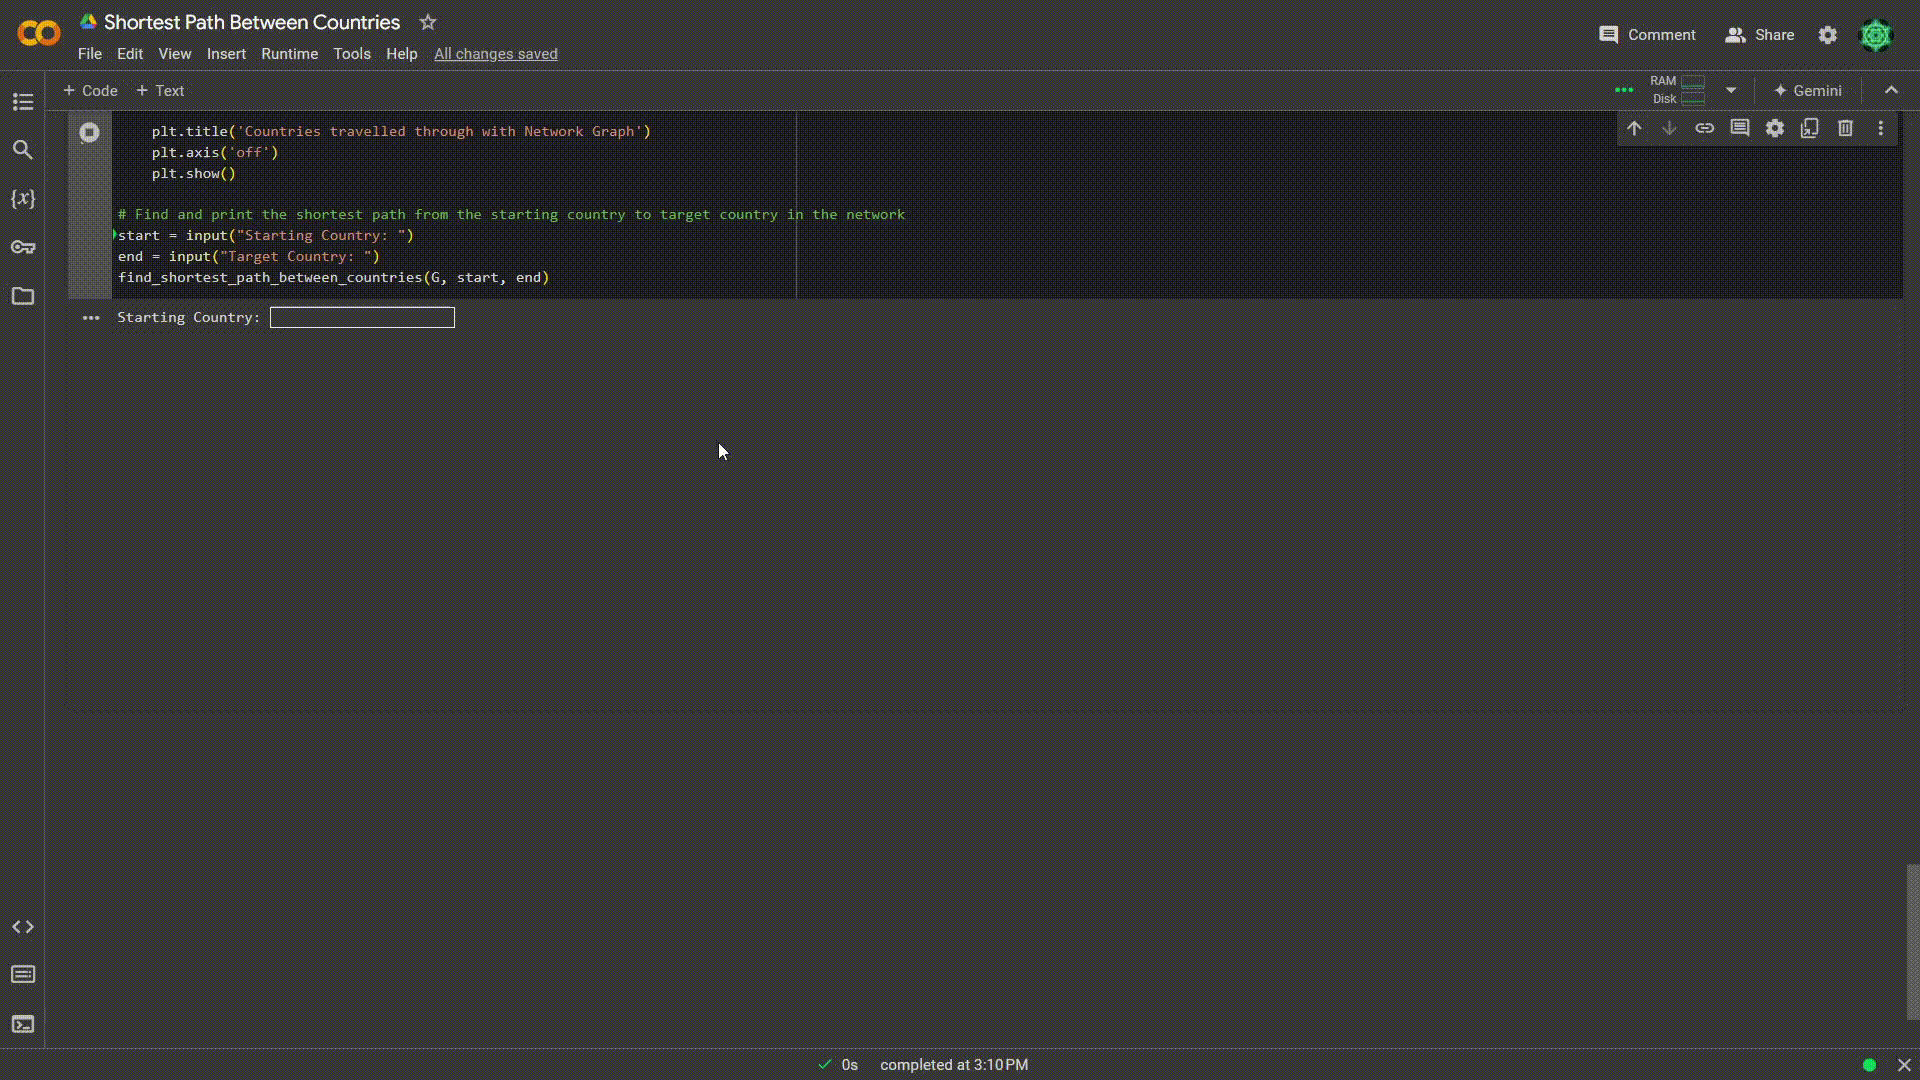 Shortest Path Between Countries
File Edit View Insert Runtime Tools Help All changes saved
Comment
Share
+ Code + Text
RAM
Disk
Gemini
plt.title('Countries travelled through with Network Graph')
plt.axis('off')
plt.show()
# Find and print the shortest path from the starting country to target country in the network
start = input("Starting Country: ")
end = input("Target Country: ")
find_shortest_path_between_countries(G, start, end)
Starting Country:
0s completed at 3:10 PM